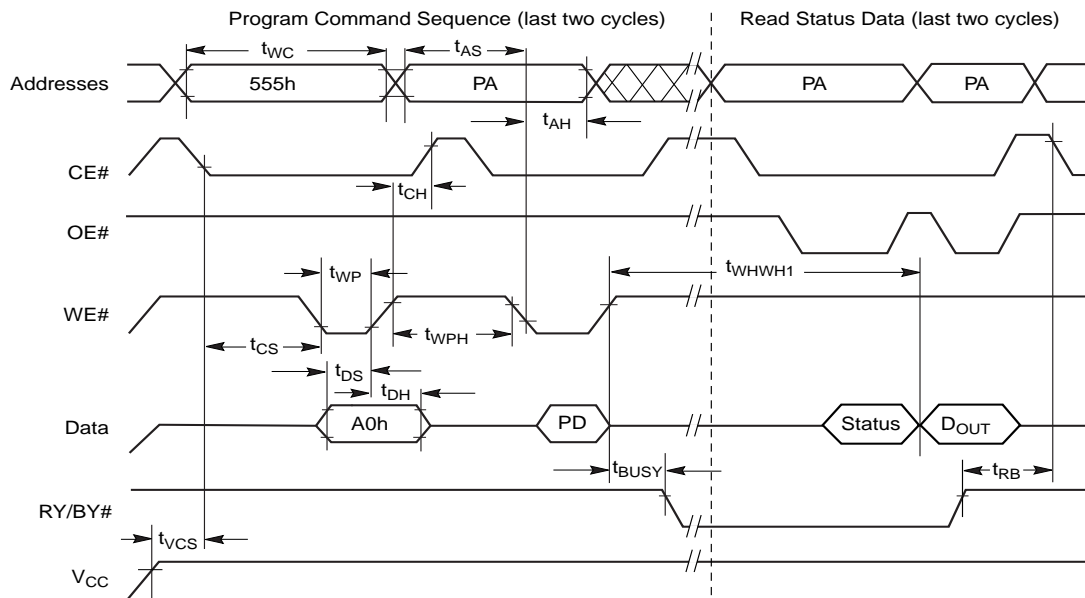 Program Command Sequence (last two cycles) Read Status Data (last two cycles)
tWC tAS
Addresses 555h PA PA PA
tAH
CE#
tCH
OE#
tWP tWHWH1
WE#
tWPH
tCS
tDS
tDH
Data A0h PD Status DOUT
tBUSY tRB
RY/BY#
tVCS
VCC